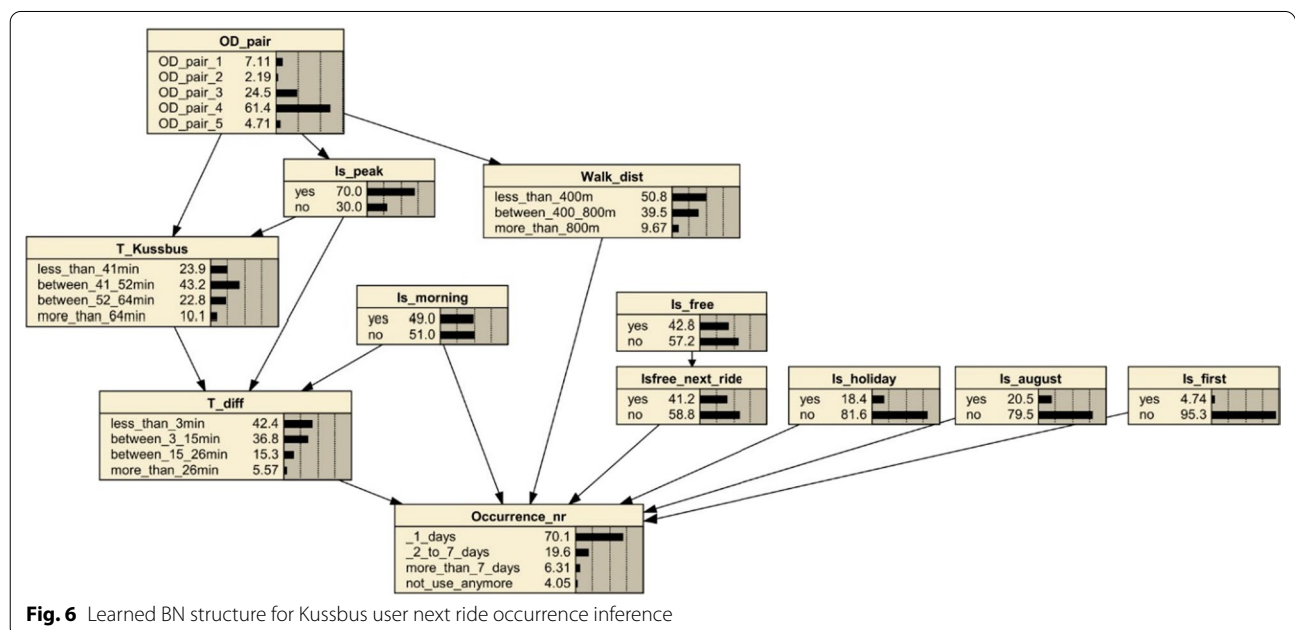 OD_pair
OD_pair_1 7.11
OD_pair_2 2.19
OD_pair_3 24.5
OD_pair_4 61.4
OD_pair_5 4.71
Is_peak
yes 70.0
no 30.0
Walk_dist
less_than_400m 50.8
between_400_800m 39.5
more_than_800m 9.67
T_Kussbus
less_than_41min 23.9
between_41_52min 43.2
between_52_64min 22.8
more_than_64min 10.1
Is_morning
yes 49.0
no 51.0
Is_free
yes 42.8
no 57.2
Isfree_next_ride
yes 41.2
no 58.8
Is_holiday
yes 18.4
no 81.6
Is_august
yes 20.5
no 79.5
Is_first
yes 4.74
no 95.3
T_diff
less_than_3min 42.4
between_3_15min 36.8
between_15_26min 15.3
more_than_26min 5.57
Occurrence_nr
_1_days 70.1
_2_to_7_days 19.6
more_than_7_days 6.31
not_use_anymore 4.05
Fig. 6 Learned BN structure for Kussbus user next ride occurrence inference